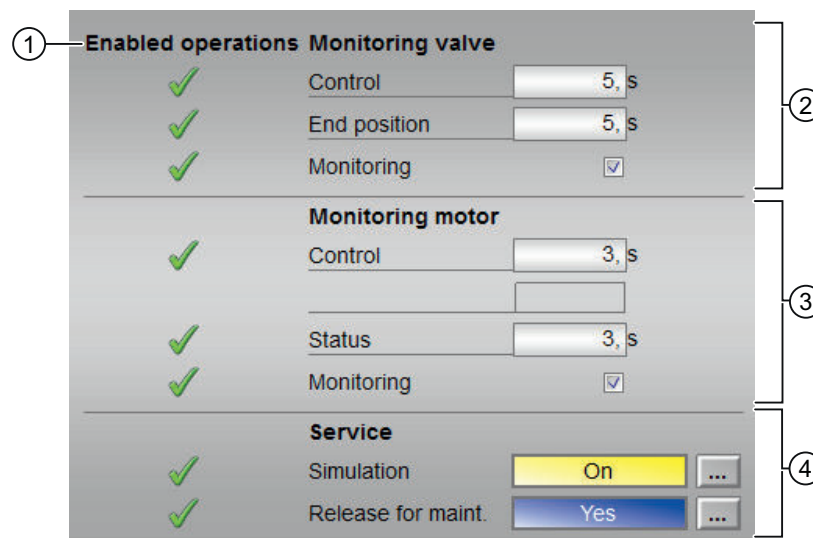 ① Enabled operations Monitoring valve
Control 5, s
②
End position 5, s
Monitoring
Monitoring motor
Control 3, s
③
Status 3, s
Monitoring
Service
Simulation On ...
④
Release for maint. Yes ...